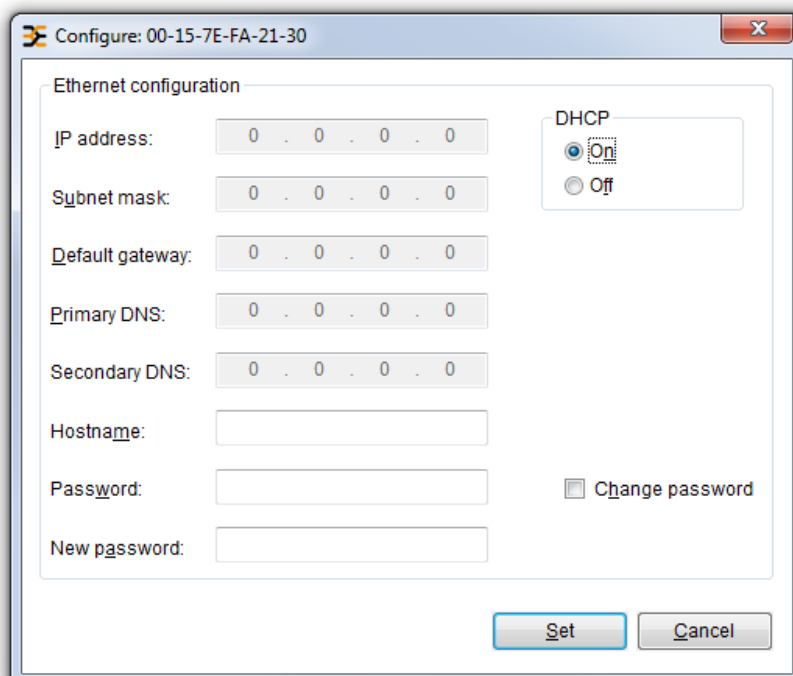 Configure: 00-15-7E-FA-21-30
Ethernet configuration
IP address: 0 . 0 . 0 . 0
DHCP
On
Off
Subnet mask: 0 . 0 . 0 . 0
Default gateway: 0 . 0 . 0 . 0
Primary DNS: 0 . 0 . 0 . 0
Secondary DNS: 0 . 0 . 0 . 0
Hostname:
Password:
Change password
New password:
Set
Cancel